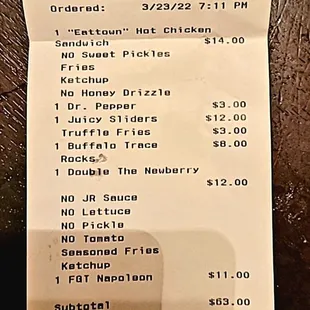 Ordered: 3/23/22 7:11 PM
1 "Eattown" Hot Chicken
Sandwich $14.00
NO Sweet Pickles
Fries
Ketchup
No Honey Drizzle
1 Dr. Pepper $3.00
1 Juicy Sliders $12.00
Truffle Fries $3.00
1 Buffalo Trace $8.00
Rocks
1 Double The Newberry
$12.00
NO JR Sauce
NO Lettuce
NO Pickle
NO Tomato
Seasoned Fries
Ketchup
1 FGT Napoleon $11.00
Subtotal $63.00